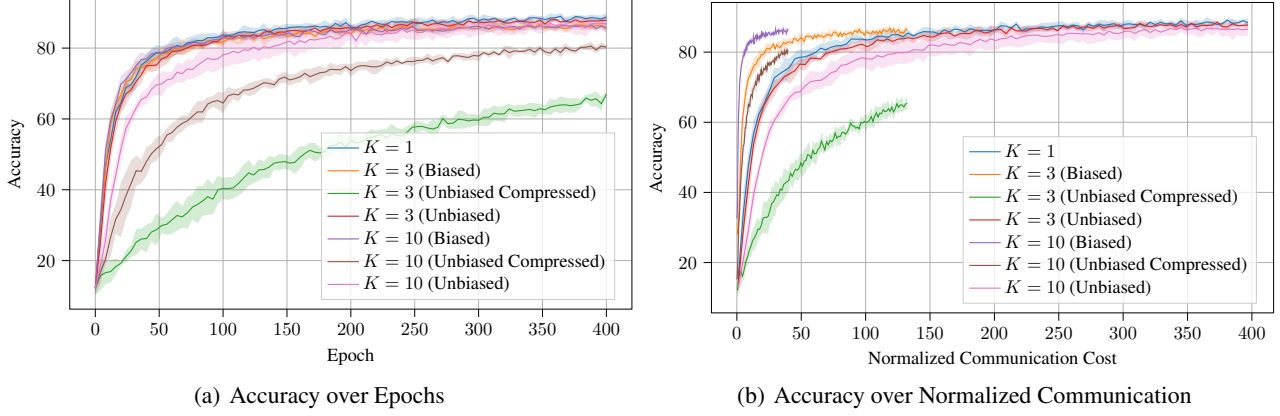 80
60
40
20
0
50
100
150
200
250
300
350
400
Accuracy
Epoch
K = 1
K = 3 (Biased)
K = 3 (Unbiased Compressed)
K = 3 (Unbiased)
K = 10 (Biased)
K = 10 (Unbiased Compressed)
K = 10 (Unbiased)
(a) Accuracy over Epochs
80
60
40
20
0
50
100
150
200
250
300
350
400
Accuracy
Normalized Communication Cost
K = 1
K = 3 (Biased)
K = 3 (Unbiased Compressed)
K = 3 (Unbiased)
K = 10 (Biased)
K = 10 (Unbiased Compressed)
K = 10 (Unbiased)
(b) Accuracy over Normalized Communication